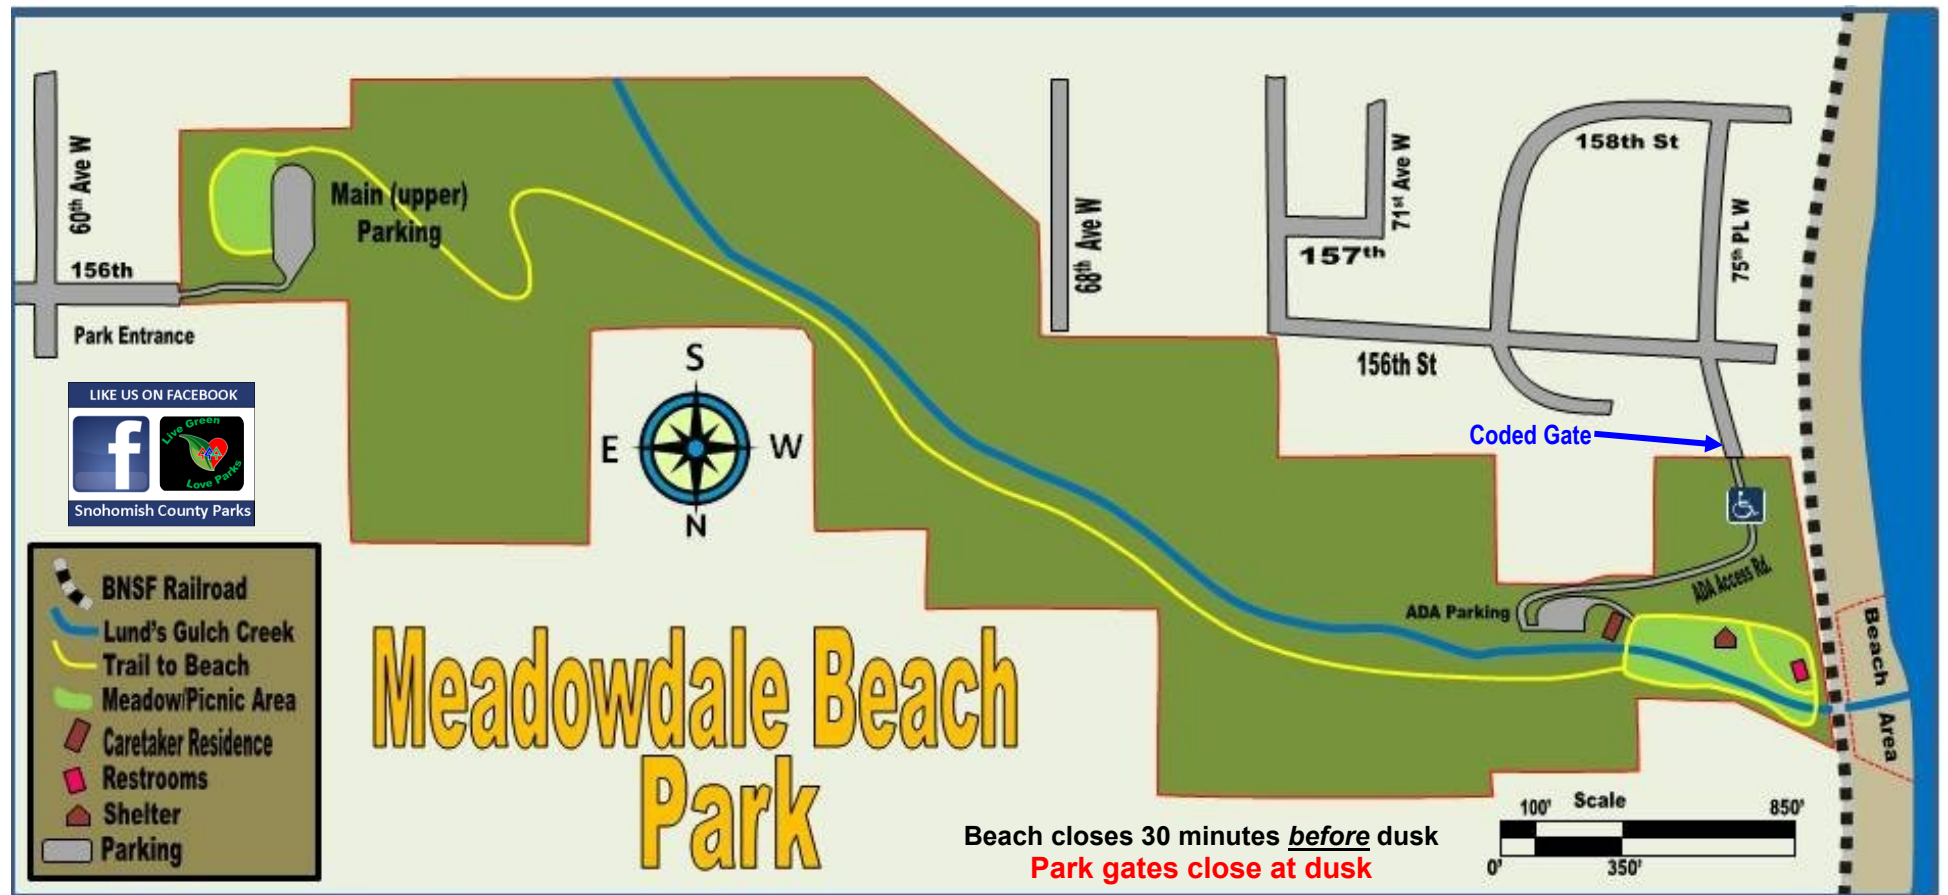 60th Ave W
156th
Park Entrance
Main (upper)
Parking
68th Ave W
157th
71st Ave W
158th St
75th PL W
156th St
Coded Gate
ADA Access Rd.
ADA Parking
Beach
Area
S
E
W
N
LIKE US ON FACEBOOK
f
Live Green
PAA
Love Parks
Snohomish County Parks
BNSF Railroad
Lund's Gulch Creek
Trail to Beach
Meadow/Picnic Area
Caretaker Residence
Restrooms
Shelter
Parking
Meadowdale Beach
Park
Beach closes 30 minutes before dusk
Park gates close at dusk
100' Scale 850'
0' 350'